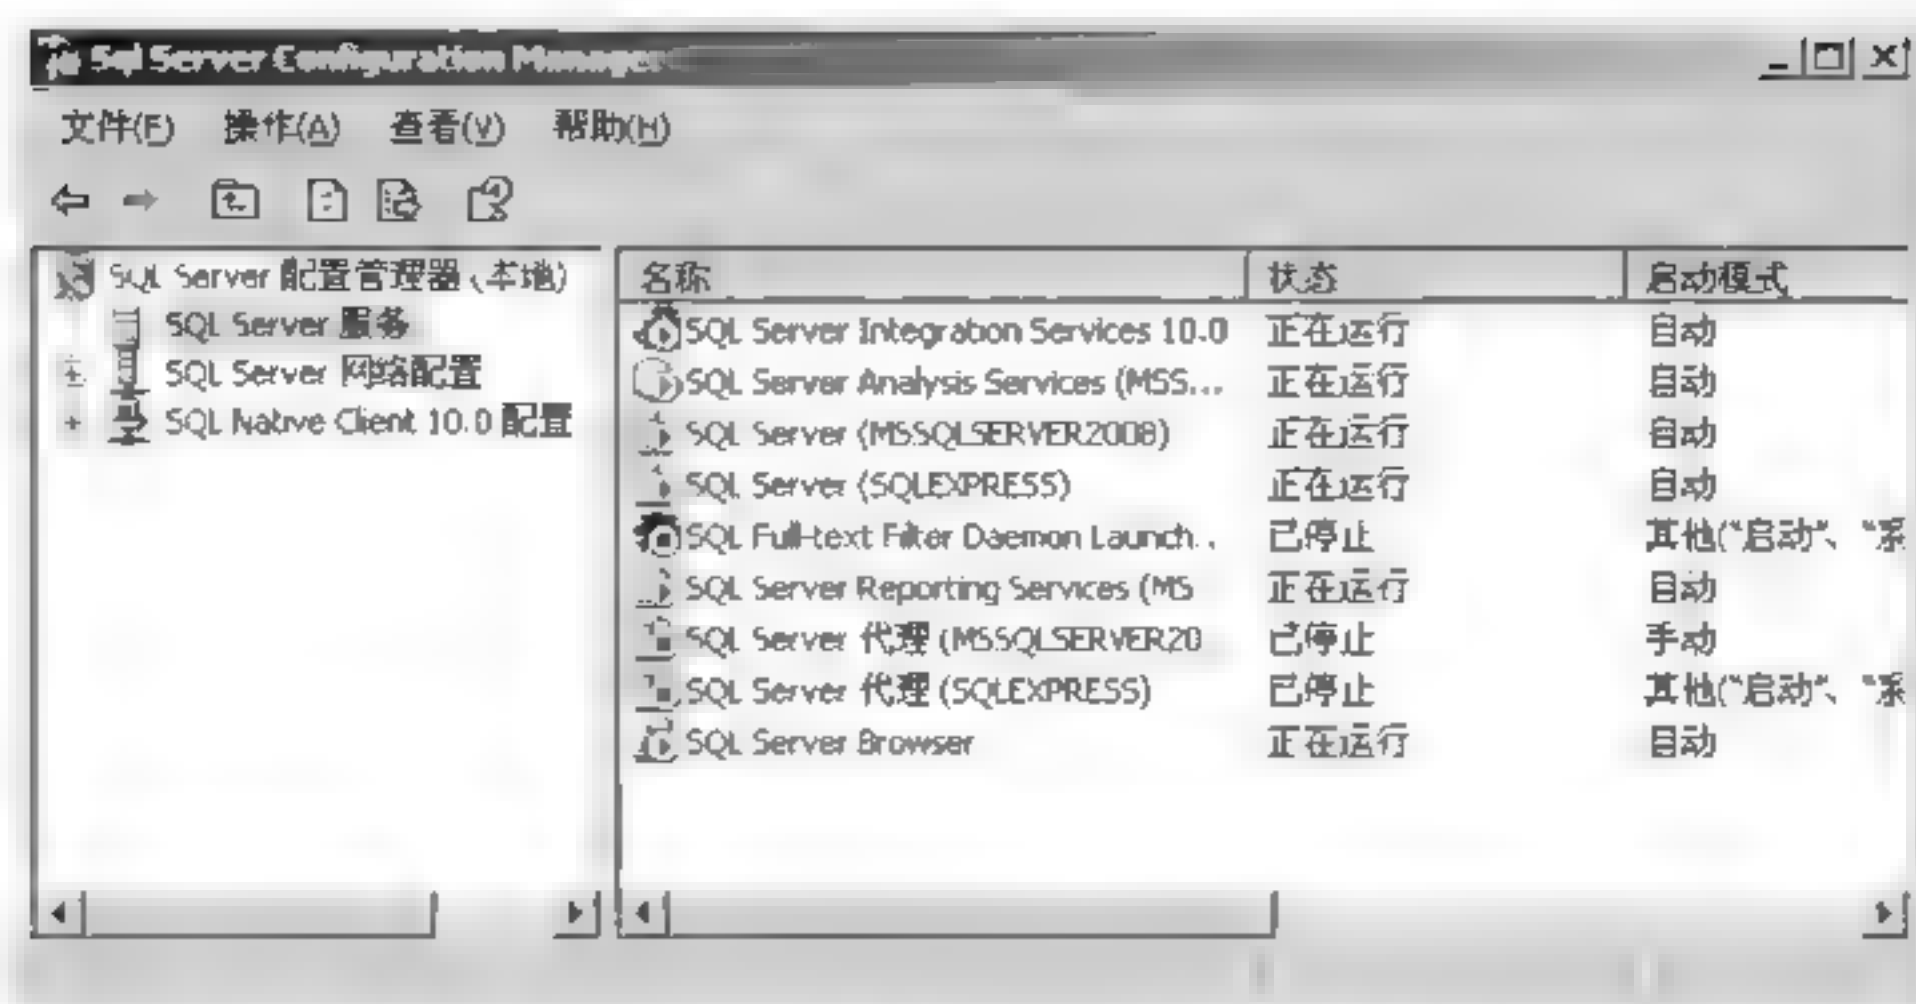 Sql Server Configuration Manager
文件(F) 操作(A) 查看(V) 帮助(H)
SQL Server 配置管理器 (本地)
SQL Server 服务
SQL Server 网络配置
SQL Native Client 10.0 配置
名称 状态 启动模式
SQL Server Integration Services 10.0 正在运行 自动
SQL Server Analysis Services (MSS... 正在运行 自动
SQL Server (MSSQLSERVER2008) 正在运行 自动
SQL Server (SQLEXPRESS) 正在运行 自动
SQL Full-text Filter Daemon Launch.. 已停止 其他("启动"、"系
SQL Server Reporting Services (MS 正在运行 自动
SQL Server 代理 (MSSQLSERVER20 已停止 手动
SQL Server 代理 (SQLEXPRESS) 已停止 其他("启动"、"系
SQL Server Browser 正在运行 自动